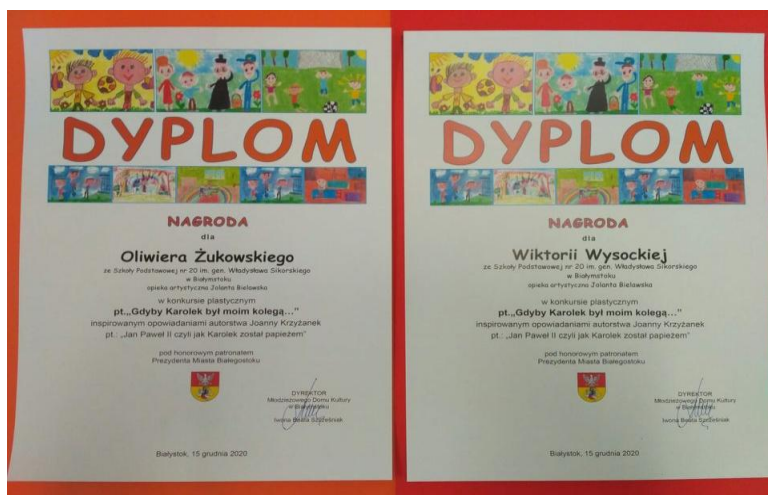 DYPLOM
NAGRODA
dla
Oliwiera Żukowskiego
ze Szkoły Podstawowej nr 20 im. gen. Władysława Sikorskiego
w Białymstoku
opieka artystyczna Jolanta Bielawska
w konkursie plastycznym
pt.„Gdyby Karolek był moim kolegą...”
inspirowanym opowiadaniami autorstwa Joanny Krzyżanek
pt.: „Jan Paweł II czyli jak Karolek został papieżem”
pod honorowym patronatem
Prezydenta Miasta Białegostoku
DYREKTOR
Młodzieżowego Domu Kultury
w Białymstoku
Iwona Beata
Białystok, 15 grudnia 2020
DYPLOM
NAGRODA
dla
Wiktorii Wysockiej
ze Szkoły Podstawowej nr 20 im. gen. Władysława Sikorskiego
w Białymstoku
opieka artystyczna Jolanta Bielawska
w konkursie plastycznym
pt.„Gdyby Karolek był moim kolegą...”
inspirowanym opowiadaniami autorstwa Joanny Krzyżanek
pt.: „Jan Paweł II czyli jak Karolek został papieżem”
pod honorowym patronatem
Prezydenta Miasta Białegostoku
DYREKTOR
Młodzieżowego Domu Kultury
w Białymstoku
Iwona Beata
Białystok, 15 grudnia 2020